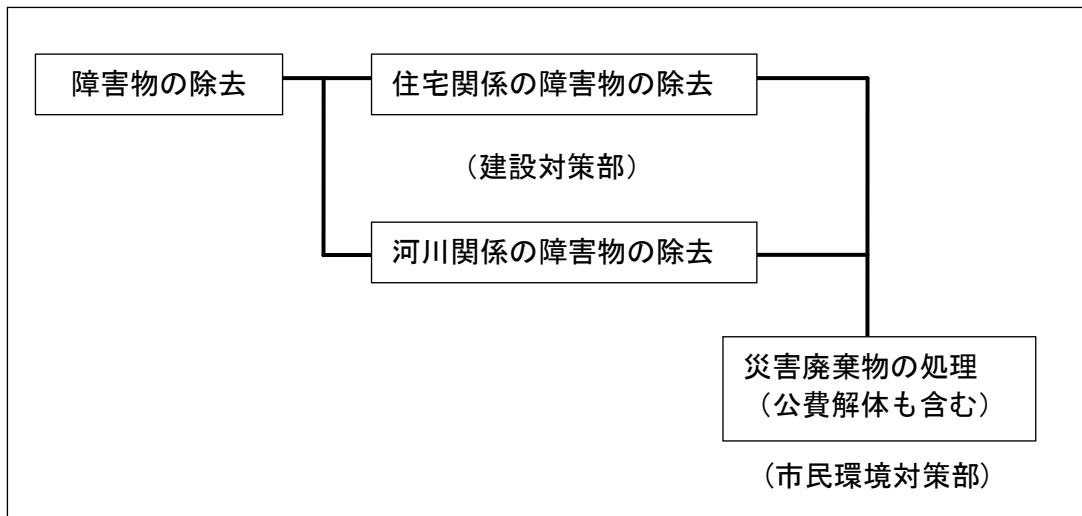 障害物の除去
住宅関係の障害物の除去
（建設対策部）
河川関係の障害物の除去
災害廃棄物の処理
（公費解体も含む）
（市民環境対策部）